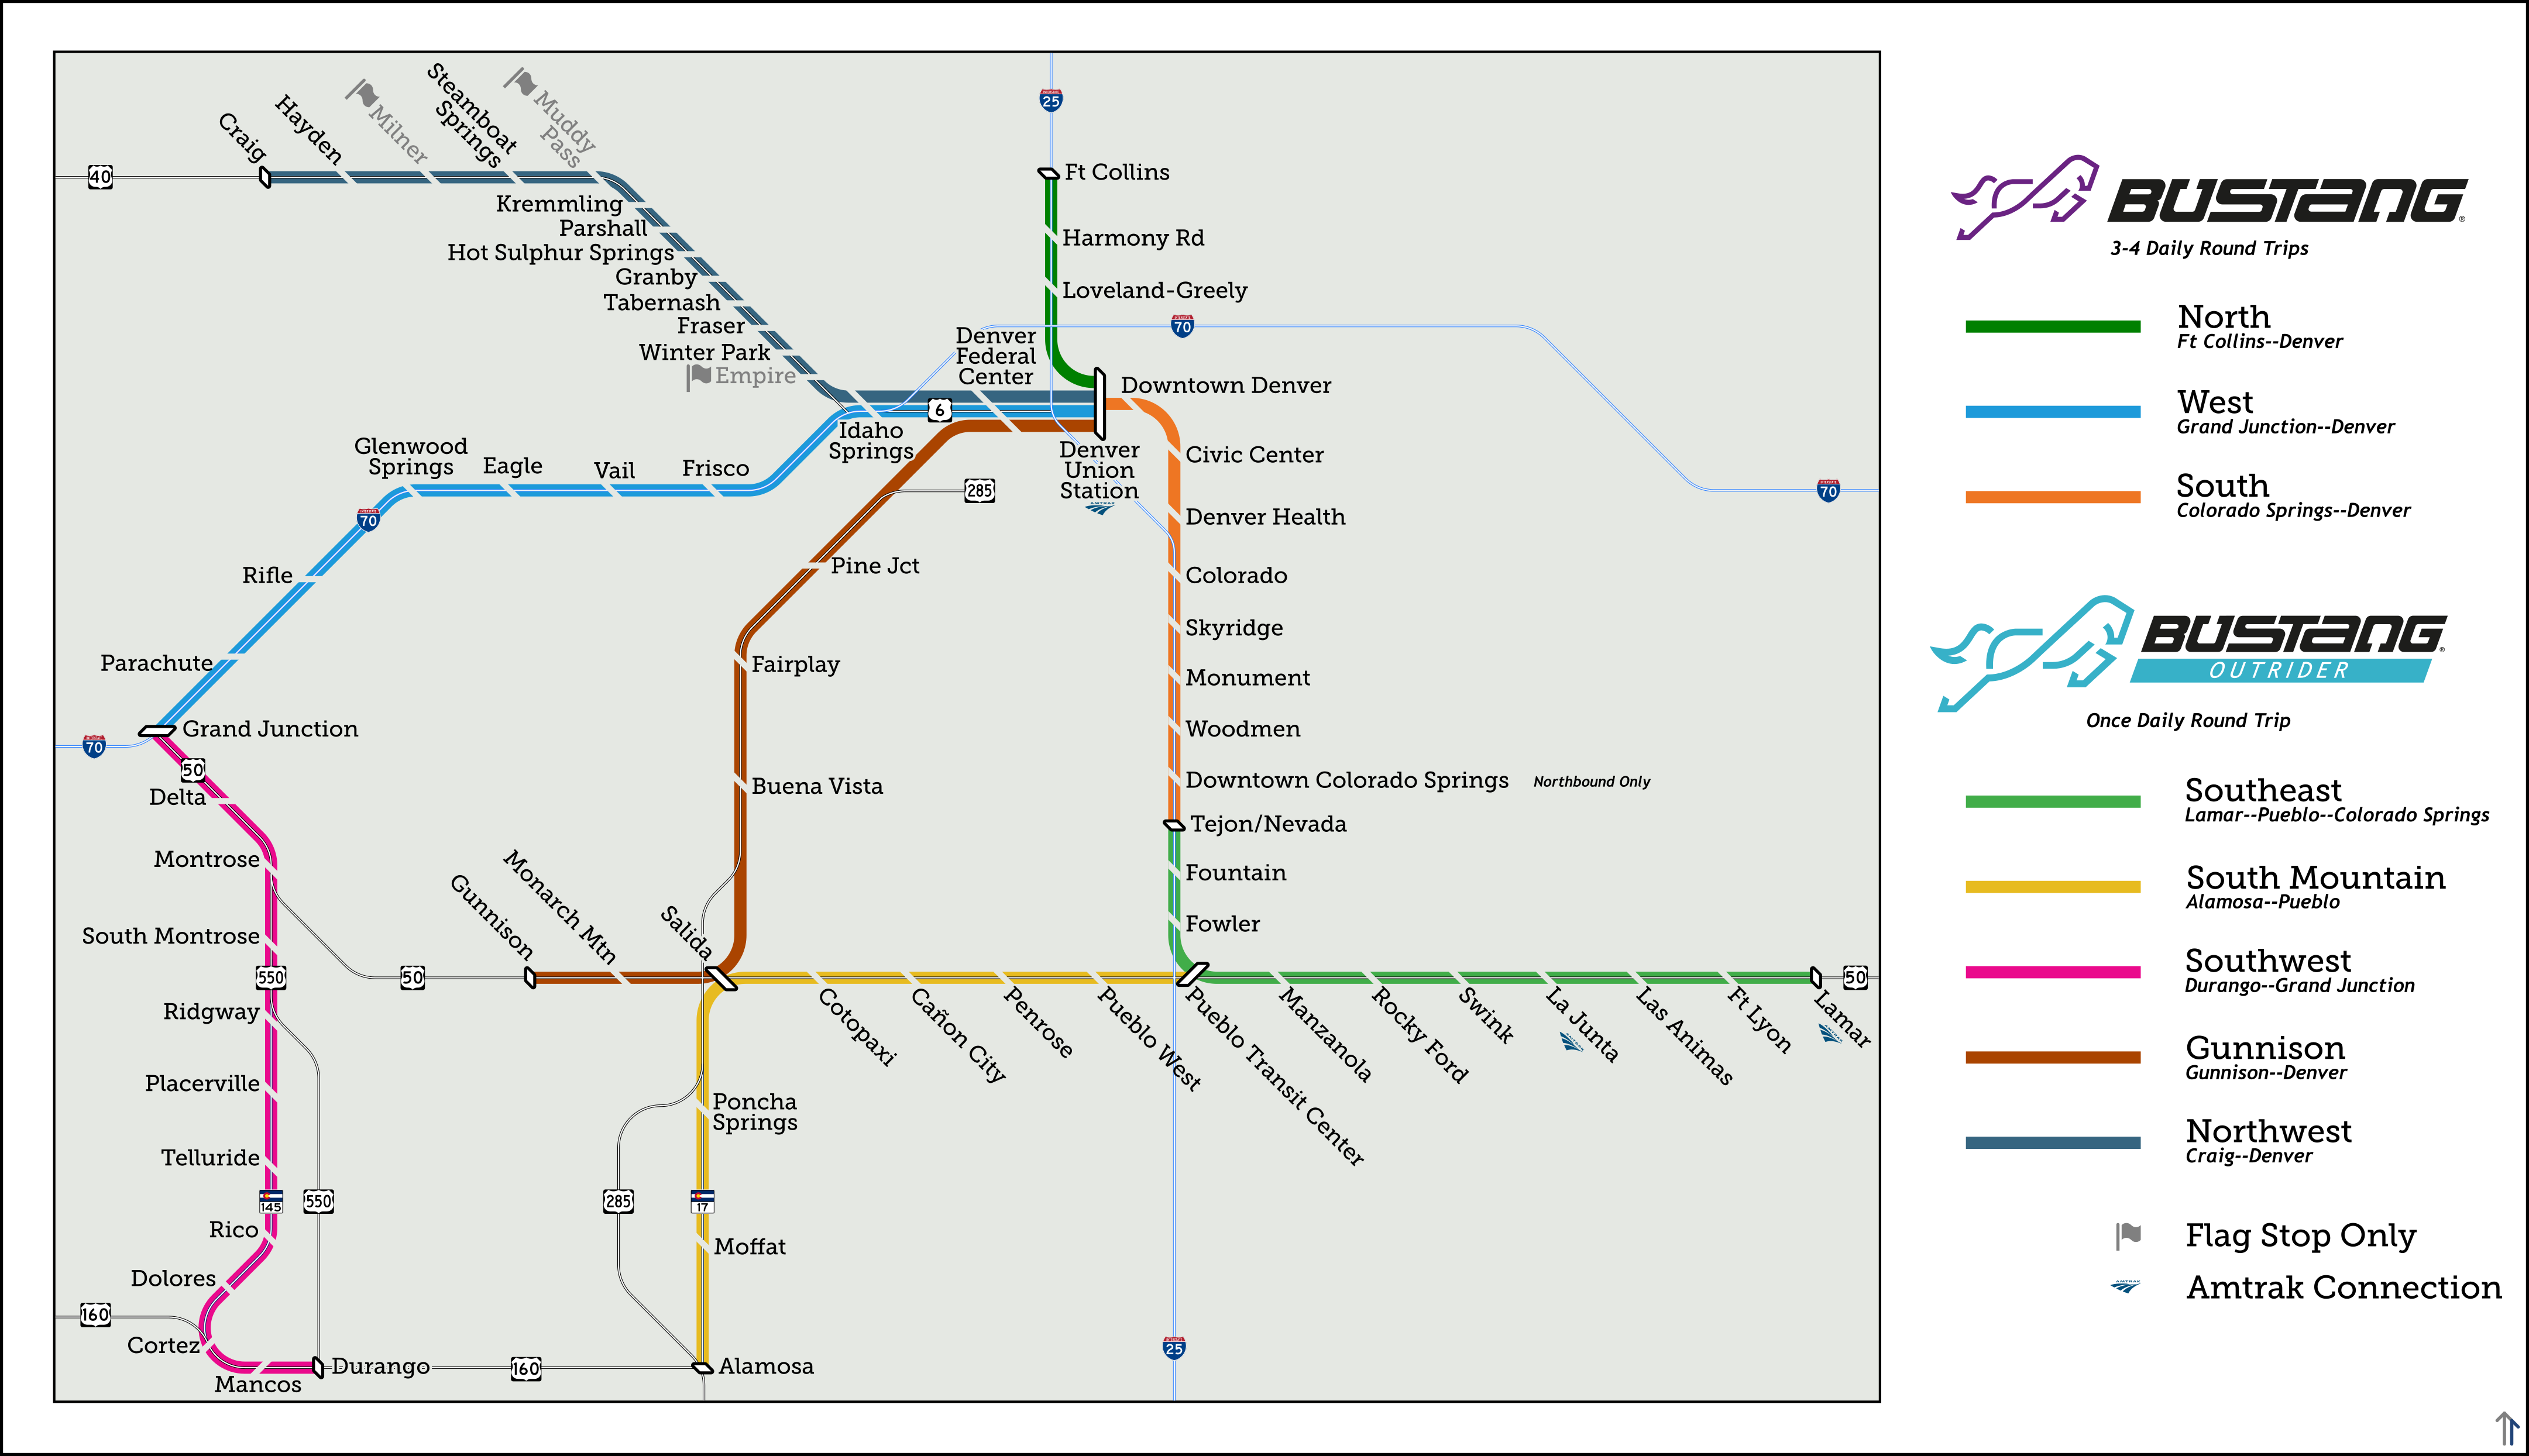 Craig
Hayden
Milner
Steamboat
Springs
Muddy
Pass
40
25
Kremmling
Parshall
Hot Sulphur Springs
Granby
Tabernash
Fraser
Winter Park
Empire
Ft Collins
Harmony Rd
Loveland-Greely
70
Denver
Federal
Center
Downtown Denver
6
Idaho
Springs
Denver
Union
Station
AMTRAK
Glenwood
Springs
Eagle
Vail
Frisco
70
285
70
Civic Center
Denver Health
Colorado
Skyridge
Monument
Woodmen
Downtown Colorado Springs
Northbound Only
Tejon/Nevada
Fountain
Fowler
Rifle
Parachute
Grand Junction
70
50
Pine Jct
Fairplay
Buena Vista
Delta
Montrose
South Montrose
550
50
Gunnison
Monarch Mtn
Salida
Ridgway
Placerville
Telluride
145
550
Rico
Dolores
160
Cortez
Mancos
Durango
160
Alamosa
285
17
Poncha
Springs
Moffat
Cotopaxi
Cañon City
Penrose
Pueblo West
Pueblo Transit Center
Manzanola
Rocky Ford
Swink
La Junta
AMTRAK
Las Animas
Ft Lyon
Lamar
AMTRAK
50
25
BUSTANG®
3-4 Daily Round Trips
North
Ft Collins--Denver
West
Grand Junction--Denver
South
Colorado Springs--Denver
BUSTANG®
OUTRIDER
Once Daily Round Trip
Southeast
Lamar--Pueblo--Colorado Springs
South Mountain
Alamosa--Pueblo
Southwest
Durango--Grand Junction
Gunnison
Gunnison--Denver
Northwest
Craig--Denver
Flag Stop Only
AMTRAK
Amtrak Connection